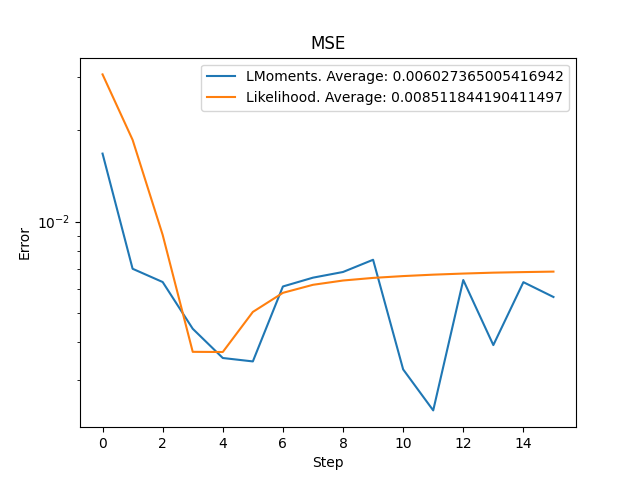 MSE
LMoments. Average: 0.006027365005416942
Likelihood. Average: 0.008511844190411497
Error
10⁻²
0 2 4 6 8 10 12 14
Step